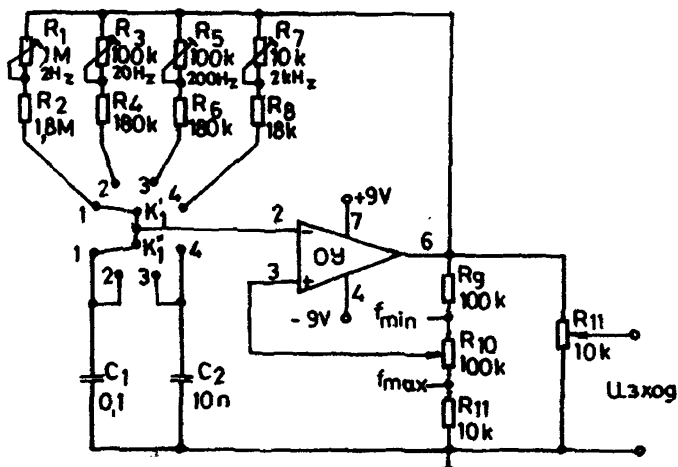 R1 R3 R5 R7
1M 100k 100k 10k
2Hz 20Hz 200Hz 2kHz
R2 R4 R6 R8
1,8M 180k 180k 18k
1 2 3 4
K1'
K1"
1 2 3 4
2 - 7 +9V
OY 6
3 + 4
-9V
R9
100k
fmin
R10
100k
fmax
R11
10k
R11
10k
Изход
C1
0,1
C2
10n